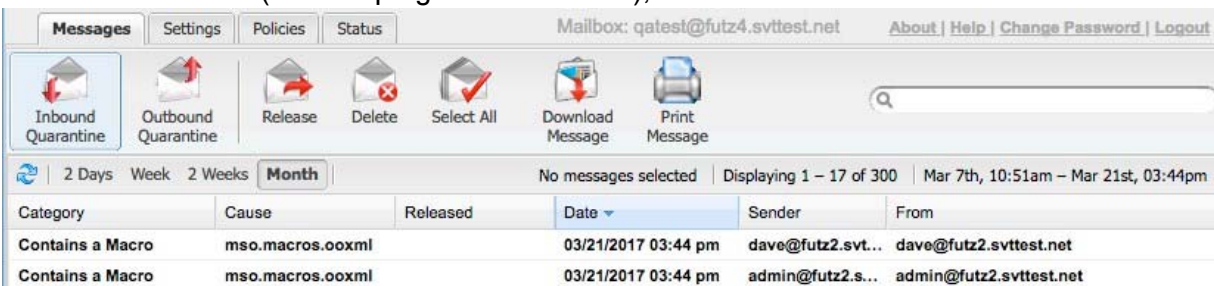 Messages Settings Policies Status Mailbox: qatest@futz4.svttest.net About | Help | Change Password | Logout
Inbound Quarantine Outbound Quarantine Release Delete Select All Download Message Print Message
2 Days Week 2 Weeks Month No messages selected Displaying 1 – 17 of 300 Mar 7th, 10:51am – Mar 21st, 03:44pm
Category Cause Released Date Sender From
Contains a Macro mso.macros.ooxml 03/21/2017 03:44 pm dave@futz2.svt... dave@futz2.svttest.net
Contains a Macro mso.macros.ooxml 03/21/2017 03:44 pm admin@futz2.s... admin@futz2.svttest.net